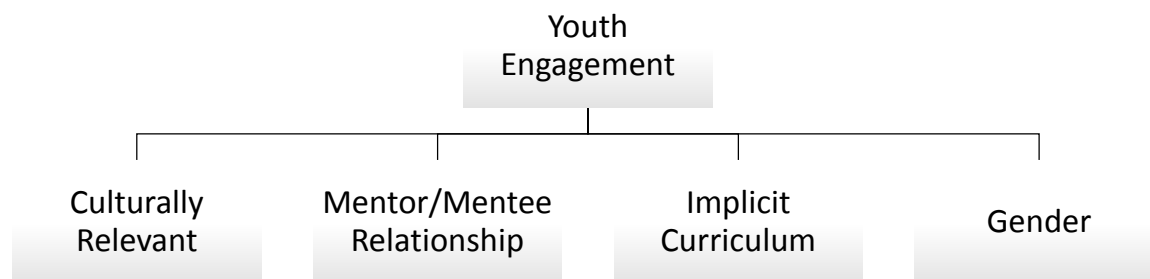 Youth
Engagement
Culturally
Relevant
Mentor/Mentee
Relationship
Implicit
Curriculum
Gender